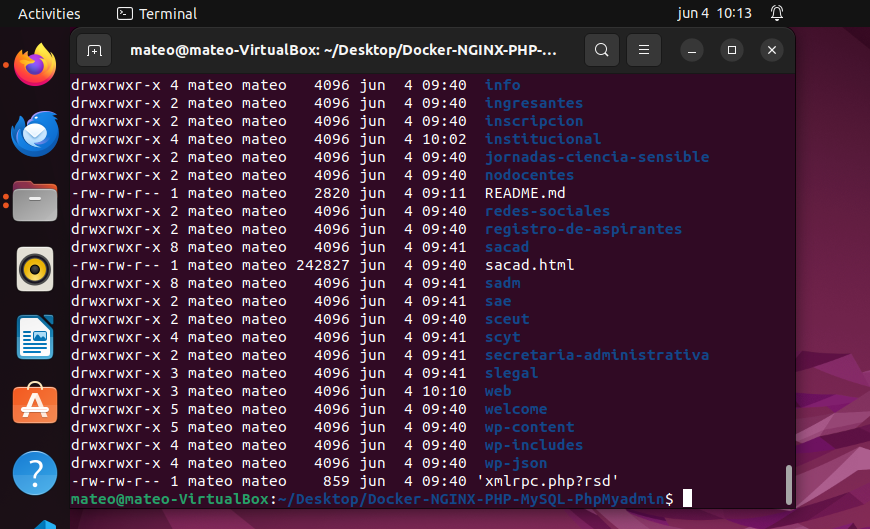 Activities Terminal jun 4 10:13
mateo@mateo-VirtualBox: ~/Desktop/Docker-NGINX-PHP-...
drwxrwxr-x 4 mateo mateo   4096 jun  4 09:40 info
drwxrwxr-x 2 mateo mateo   4096 jun  4 09:40 ingresantes
drwxrwxr-x 2 mateo mateo   4096 jun  4 09:40 inscripcion
drwxrwxr-x 4 mateo mateo   4096 jun  4 10:02 institucional
drwxrwxr-x 2 mateo mateo   4096 jun  4 09:40 jornadas-ciencia-sensible
drwxrwxr-x 2 mateo mateo   4096 jun  4 09:40 nodocentes
-rw-rw-r-- 1 mateo mateo   2820 jun  4 09:11 README.md
drwxrwxr-x 2 mateo mateo   4096 jun  4 09:40 redes-sociales
drwxrwxr-x 2 mateo mateo   4096 jun  4 09:40 registro-de-aspirantes
drwxrwxr-x 8 mateo mateo   4096 jun  4 09:41 sacad
-rw-rw-r-- 1 mateo mateo 242827 jun  4 09:40 sacad.html
drwxrwxr-x 8 mateo mateo   4096 jun  4 09:41 sadm
drwxrwxr-x 2 mateo mateo   4096 jun  4 09:41 sae
drwxrwxr-x 2 mateo mateo   4096 jun  4 09:40 sceut
drwxrwxr-x 4 mateo mateo   4096 jun  4 09:41 scyt
drwxrwxr-x 2 mateo mateo   4096 jun  4 09:41 secretaria-administrativa
drwxrwxr-x 3 mateo mateo   4096 jun  4 09:41 slegal
drwxrwxr-x 3 mateo mateo   4096 jun  4 10:10 web
drwxrwxr-x 5 mateo mateo   4096 jun  4 09:40 welcome
drwxrwxr-x 5 mateo mateo   4096 jun  4 09:40 wp-content
drwxrwxr-x 4 mateo mateo   4096 jun  4 09:40 wp-includes
drwxrwxr-x 4 mateo mateo   4096 jun  4 09:40 wp-json
-rw-rw-r-- 1 mateo mateo    859 jun  4 09:40 'xmlrpc.php?rsd'
mateo@mateo-VirtualBox:~/Desktop/Docker-NGINX-PHP-MySQL-PhpMyadmin$